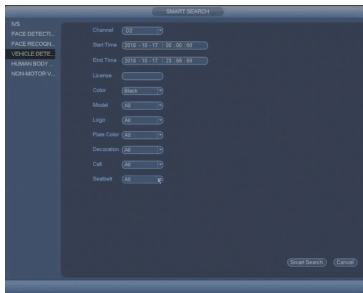 SMART SEARCH
IVS
FACE DETECTI...
FACE RECOGN...
VEHICLE DETE...
HUMAN BODY ...
NON-MOTOR V...
Channel D2
Start Time 2018 - 10 - 17 00 : 00 : 00
End Time 2018 - 10 - 17 23 : 59 : 59
License
Color Black
Model All
Logo All
Plate Color All
Decoration All
Call All
Seatbelt All
Smart Search Cancel